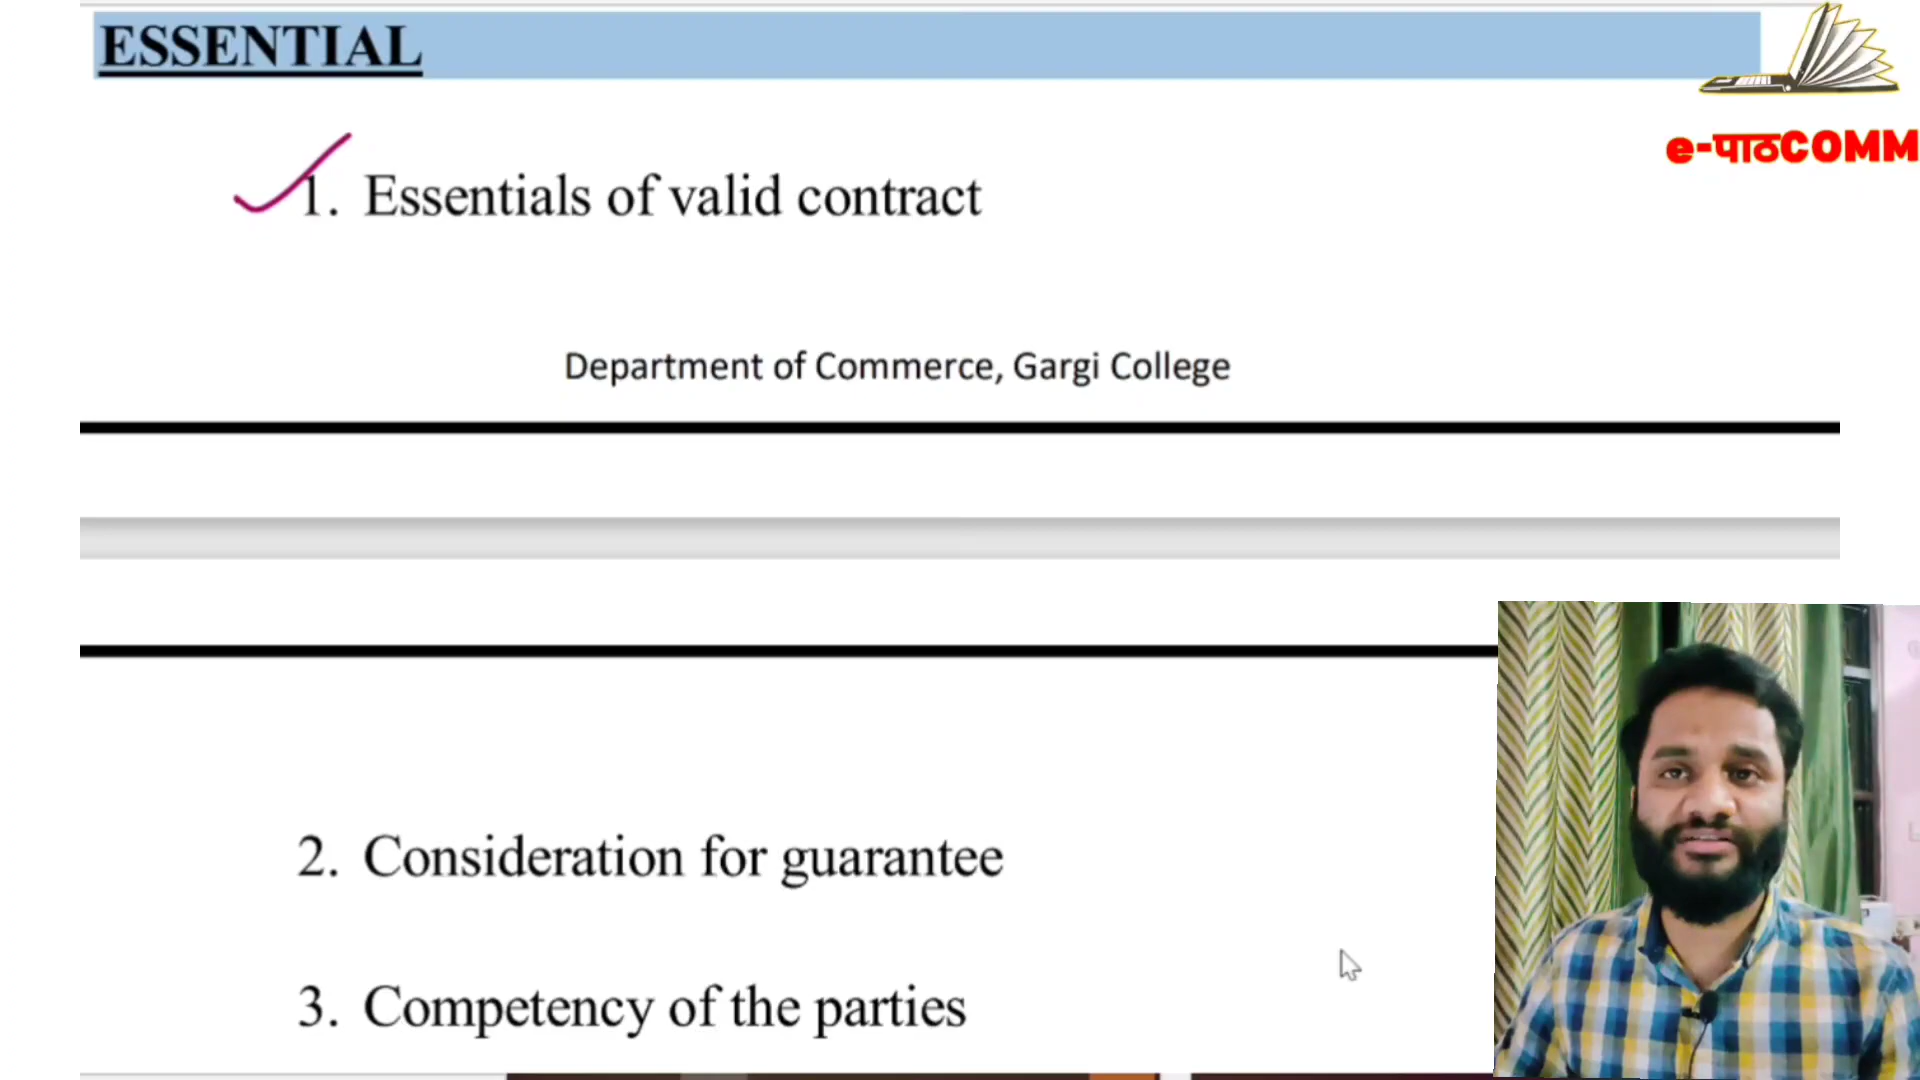 ESSENTIAL
e-पाठCOMM
1. Essentials of valid contract
Department of Commerce, Gargi College
2. Consideration for guarantee
3. Competency of the parties